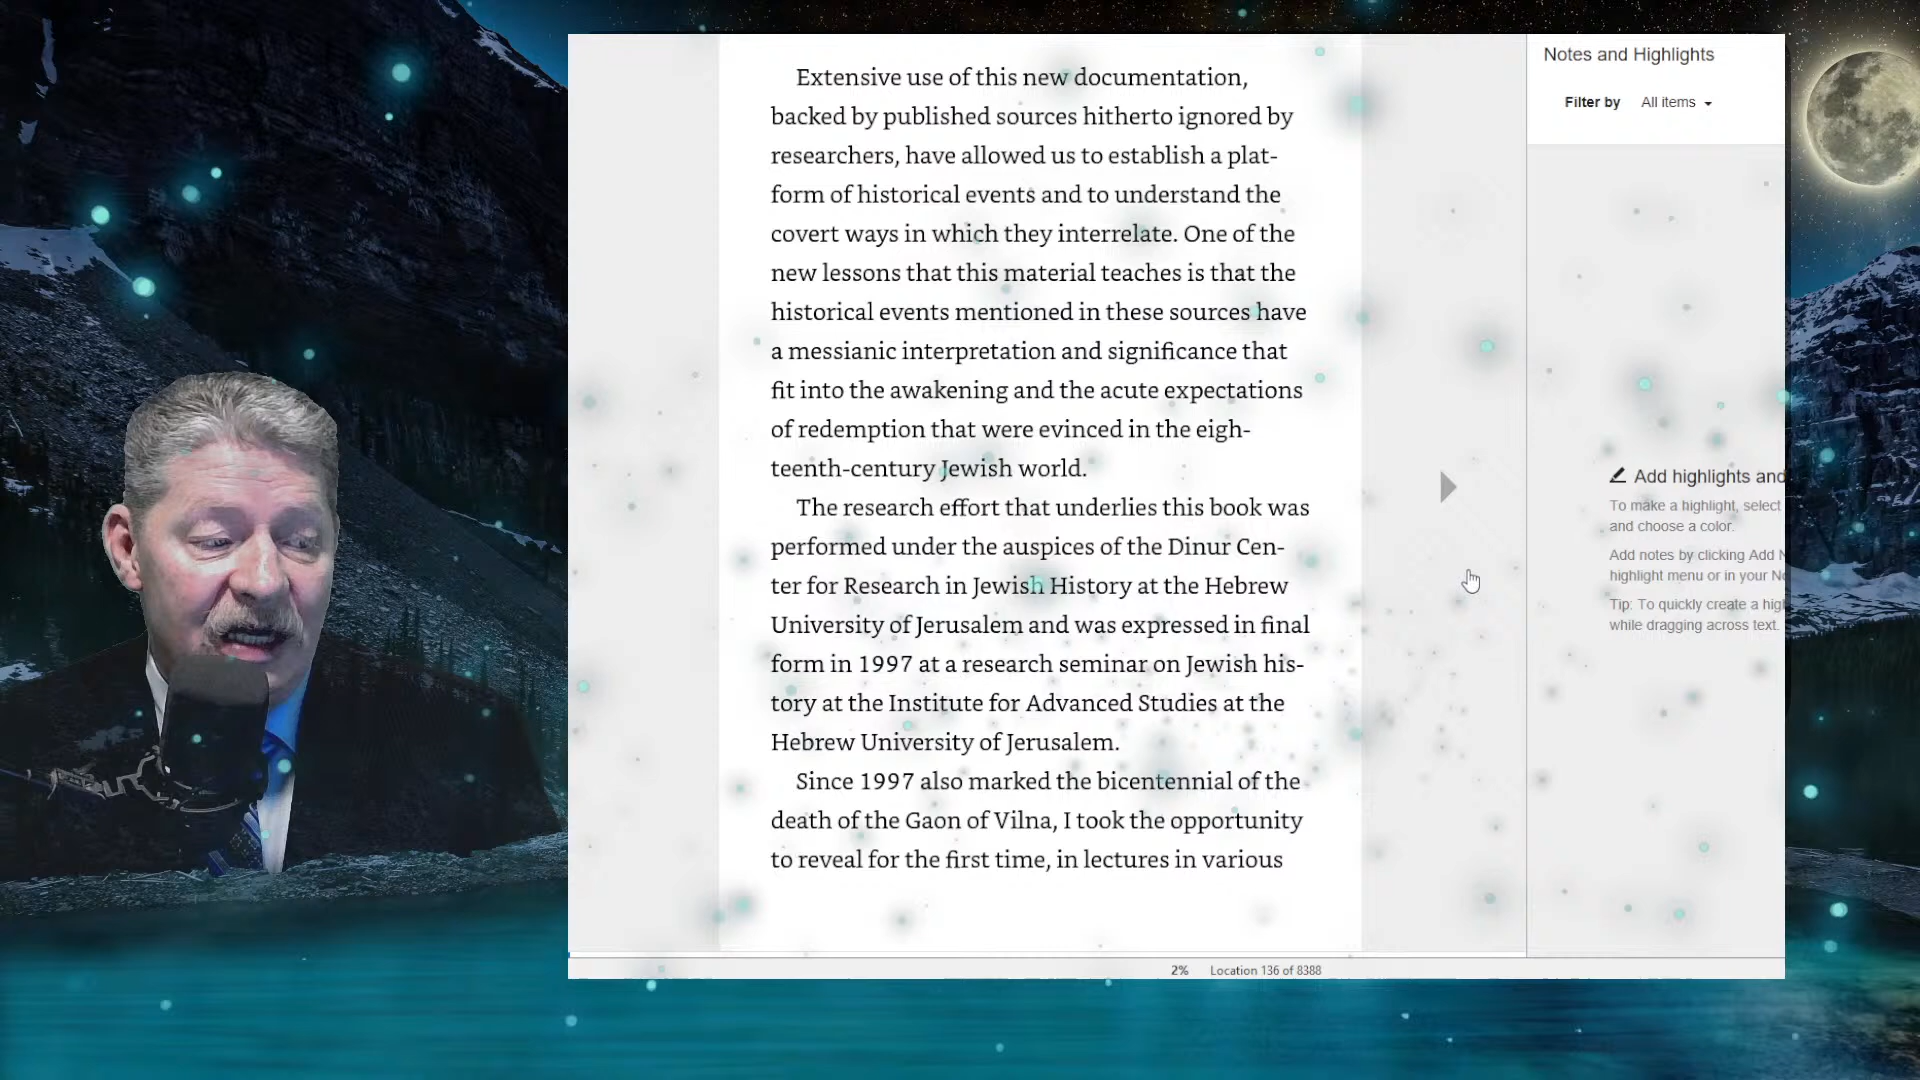 Extensive use of this new documentation,
backed by published sources hitherto ignored by
researchers, have allowed us to establish a plat-
form of historical events and to understand the
covert ways in which they interrelate. One of the
new lessons that this material teaches is that the
historical events mentioned in these sources have
a messianic interpretation and significance that
fit into the awakening and the acute expectations
of redemption that were evinced in the eigh-
teenth-century Jewish world.
The research effort that underlies this book was
performed under the auspices of the Dinur Cen-
ter for Research in Jewish History at the Hebrew
University of Jerusalem and was expressed in final
form in 1997 at a research seminar on Jewish his-
tory at the Institute for Advanced Studies at the
Hebrew University of Jerusalem.
Since 1997 also marked the bicentennial of the
death of the Gaon of Vilna, I took the opportunity
to reveal for the first time, in lectures in various
2% Location 136 of 8388
Notes and Highlights
Filter by All items
Add highlights and
To make a highlight, select
and choose a color.
Add notes by clicking Add
highlight menu or in your
Tip: To quickly create a
while dragging across text.